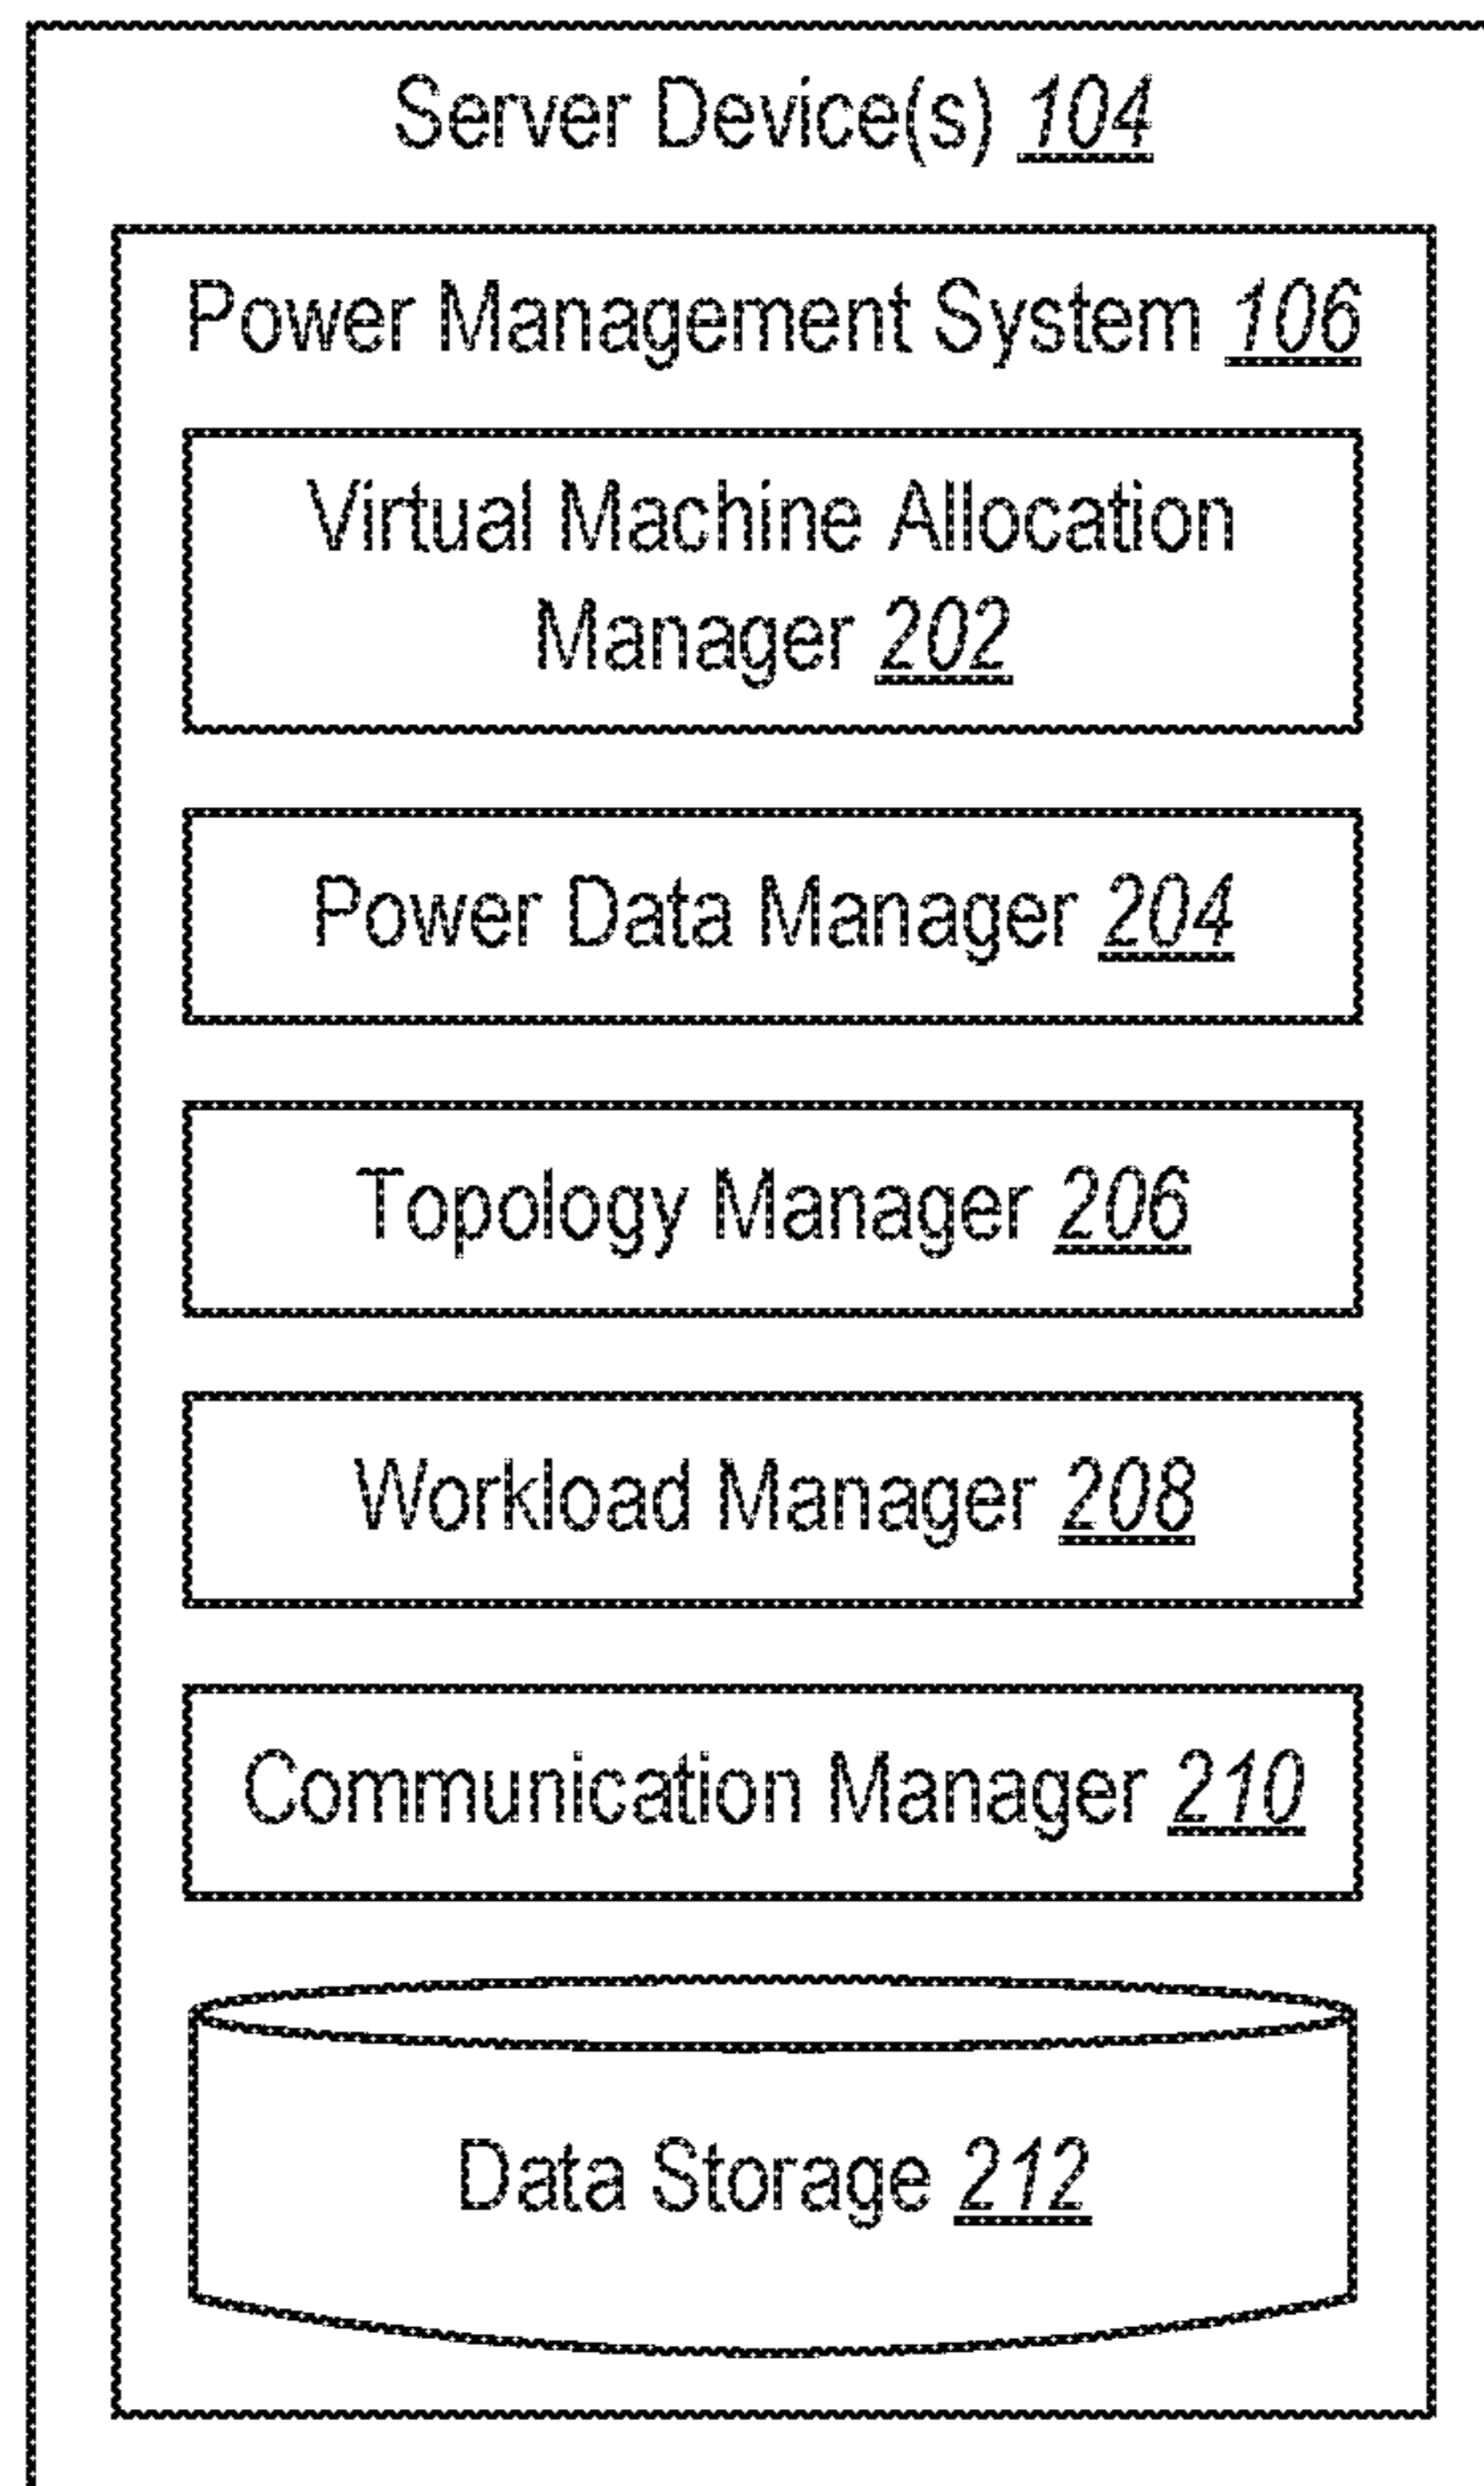 Server Device(s) 104
Power Management System 106
Virtual Machine Allocation
Manager 202
Power Data Manager 204
Topology Manager 206
Workload Manager 208
Communication Manager 210
Data Storage 212